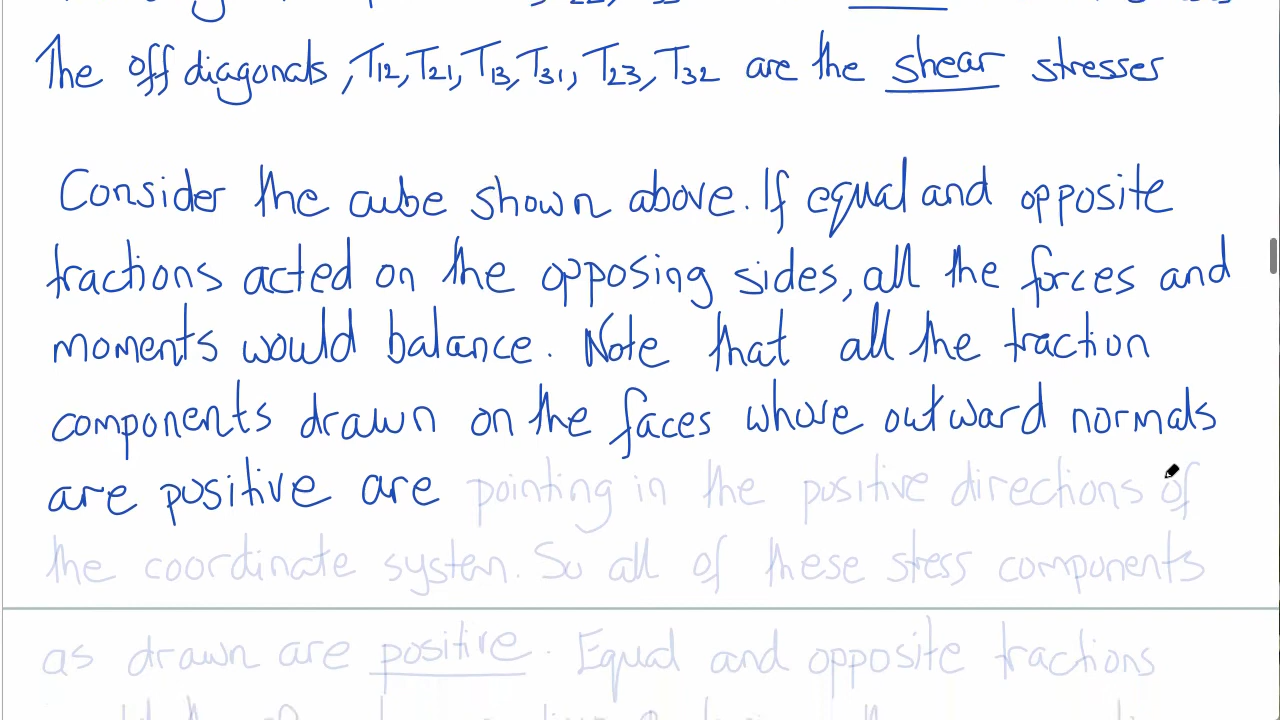 The off diagonals, T12, T21, T13, T31, T23, T32 are the shear stresses
Consider the cube shown above. If equal and opposite
tractions acted on the opposing sides, all the forces and
moments would balance. Note that all the traction
components drawn on the faces whose outward normals
are positive are pointing in the positive directions of
the coordinate system. So all of these stess components
as drawn are positive. Equal and opposite tractions